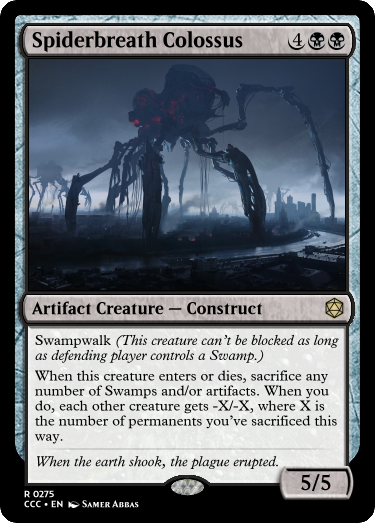 Spiderbreath Colossus 4
Artifact Creature — Construct
Swampwalk (This creature can't be blocked as long
as defending player controls a Swamp.)
When this creature enters or dies, sacrifice any
number of Swamps and/or artifacts. When you
do, each other creature gets -X/-X, where X is
the number of permanents you've sacrificed this
way.
When the earth shook, the plague erupted.
5/5
R 0275
CCC • EN Samer Abbas